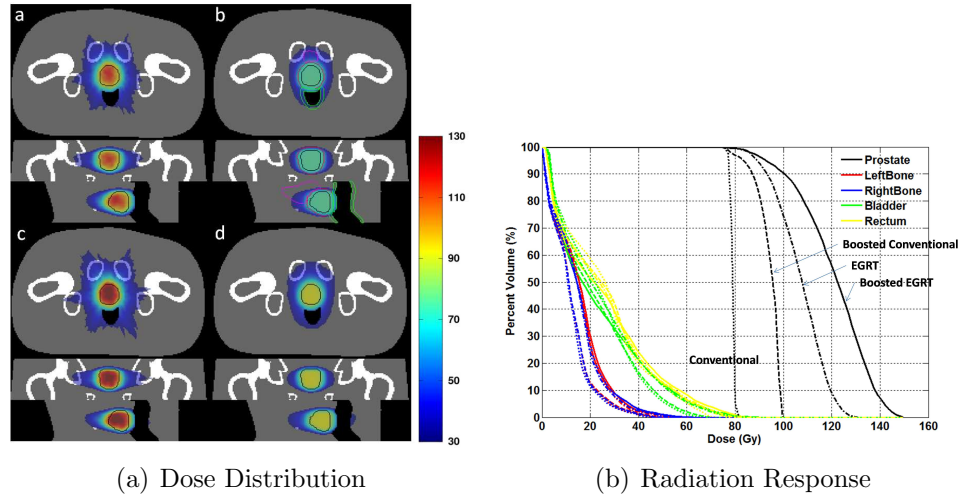 a
b
c
d
130
110
90
70
50
30
(a) Dose Distribution
100
90
80
70
60
50
40
30
20
10
0
Percent Volume (%)
0 20 40 60 80 100 120 140 160
Dose (Gy)
Prostate
LeftBone
RightBone
Bladder
Rectum
Boosted Conventional
EGRT
Boosted EGRT
Conventional
(b) Radiation Response